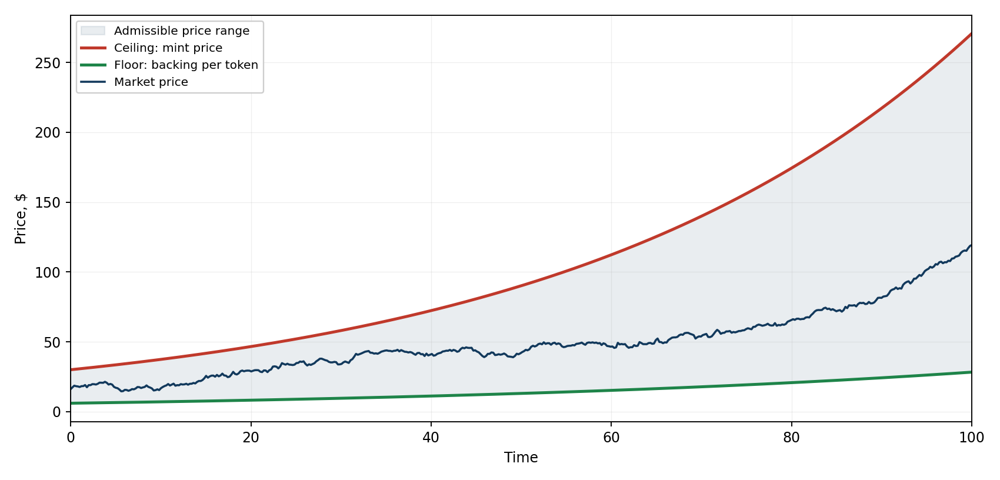 Admissible price range
Ceiling: mint price
Floor: backing per token
Market price
250
200
150
100
50
0
Price, $
0 20 40 60 80 100
Time